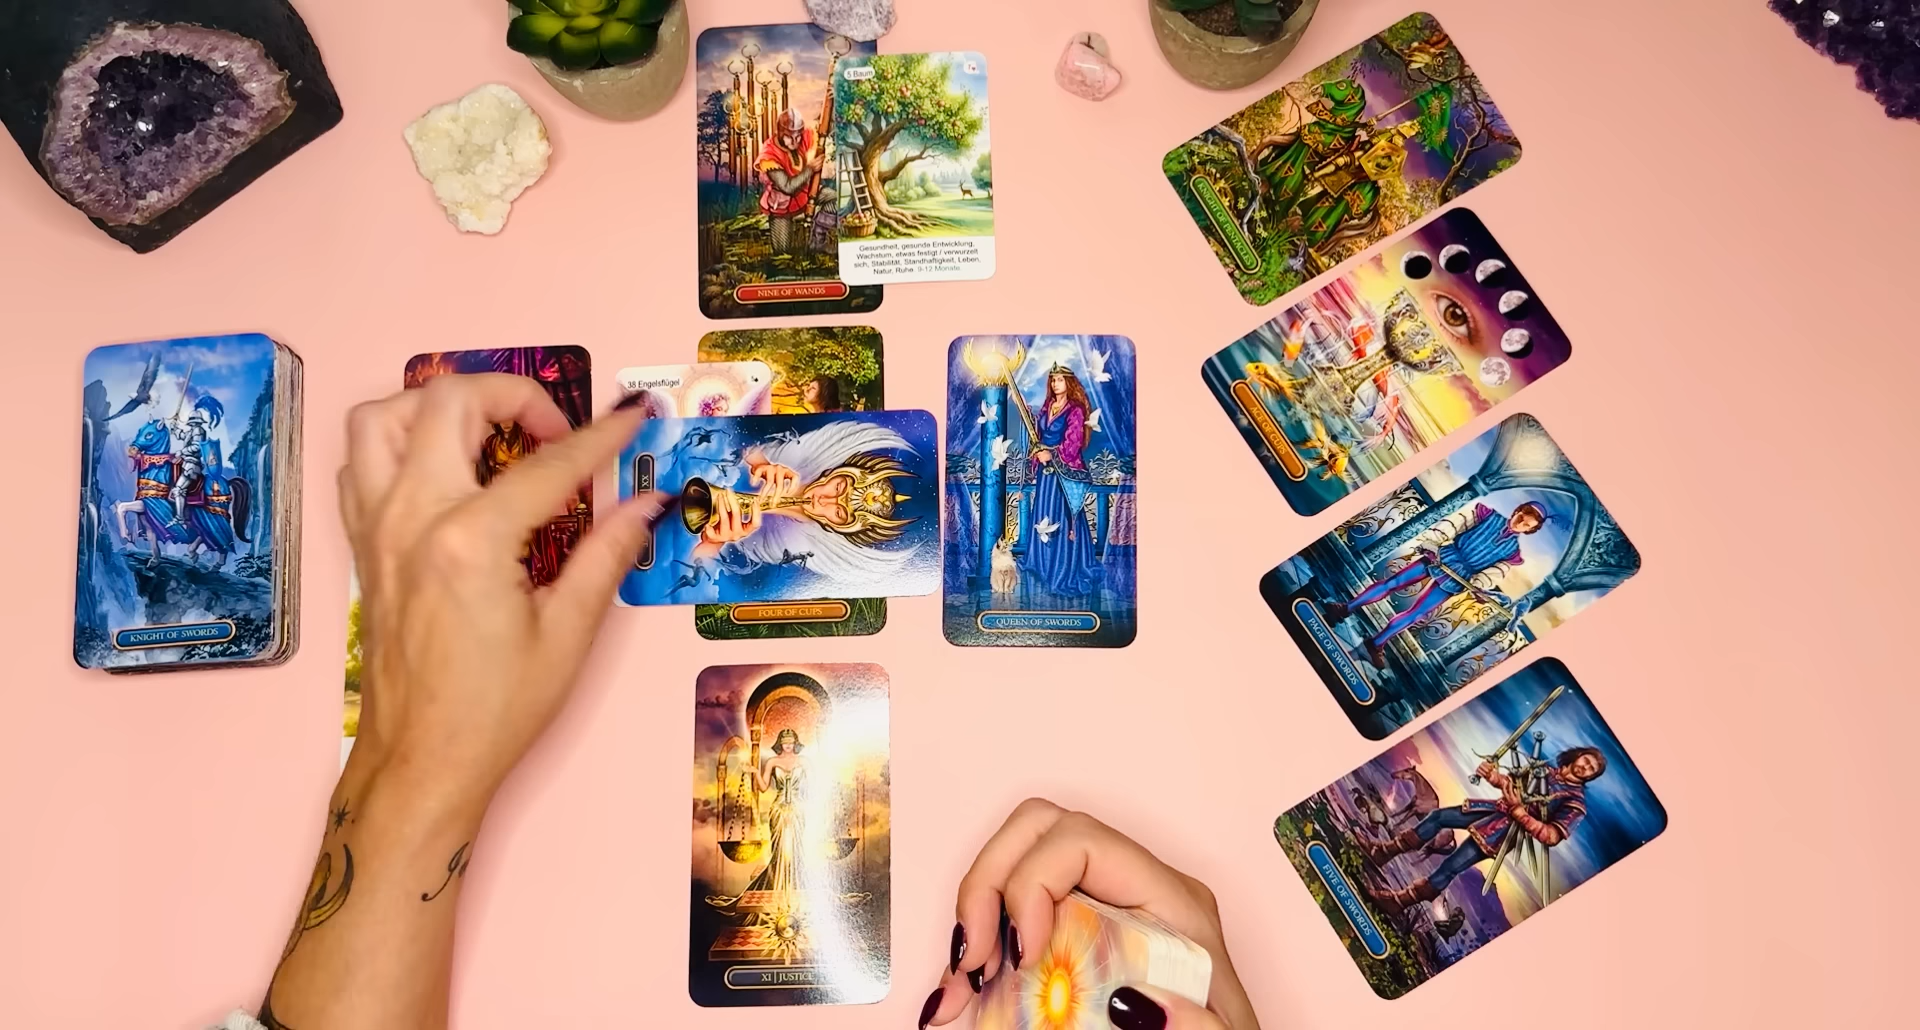 5 Baum
Gesundheit, gesunde Entwicklung,
Wachstum, etwas festigt / verwurzelt
sich, Stabilität, Standhaftigkeit, Leben,
Natur, Ruhe. 9-12 Monate.
NINE OF WANDS
KNIGHT OF PENTACLES
ACE OF CUPS
38 Engelsflügel
XX
KNIGHT OF SWORDS
FOUR OF CUPS
QUEEN OF SWORDS
PAGE OF SWORDS
FIVE OF SWORDS
XI | JUSTICE